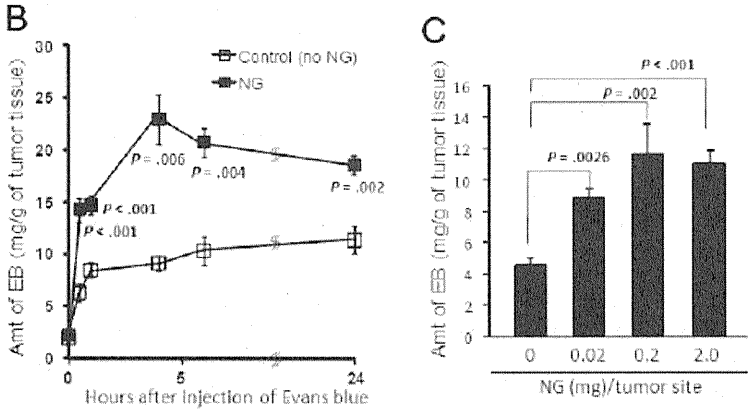 B
Amt of EB (mg/g of tumor tissue)
30
25
20
15
10
5
0
Control (no NG)
NG
P < .001
P < .001
P = .006
P = .004
P = .002
0
5
24
Hours after Injection of Evans blue
C
Amt of EB (mg/g of tumor tissue)
16
14
12
10
8
6
4
2
0
P < .001
P = .002
P = .0026
0
0.02
0.2
2.0
NG (mg)/tumor site